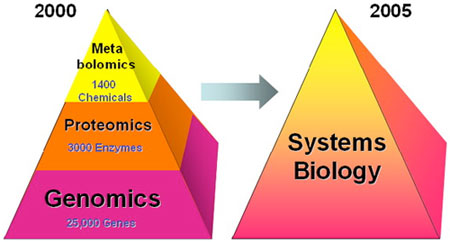 2000
Meta
bolomics
1400
Chemicals
Proteomics
3000 Enzymes
Genomics
25,000 Genes
2005
Systems
Biology